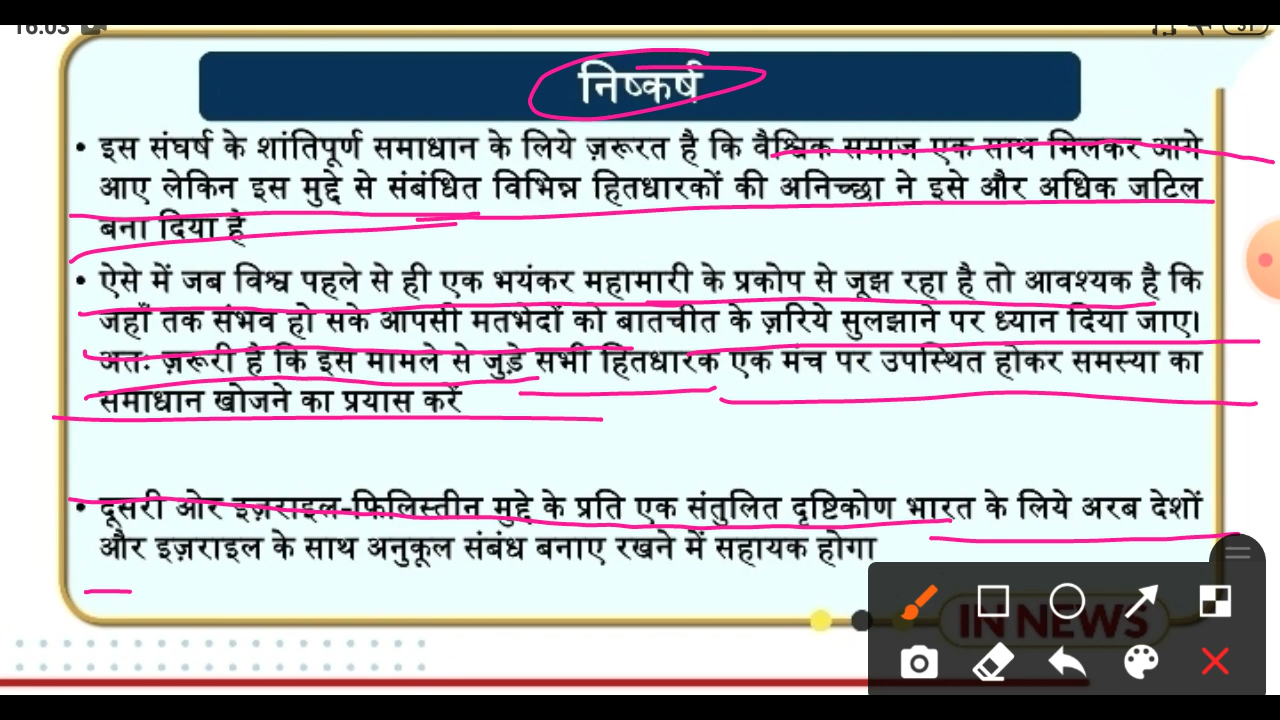 16:03
31
निष्कर्ष
• इस संघर्ष के शांतिपूर्ण समाधान के लिये ज़रूरत है कि वैश्विक समाज एक साथ मिलकर आगे
आए लेकिन इस मुद्दे से संबंधित विभिन्न हितधारकों की अनिच्छा ने इसे और अधिक जटिल
बना दिया है
• ऐसे में जब विश्व पहले से ही एक भयंकर महामारी के प्रकोप से जूझ रहा है तो आवश्यक है कि
जहाँ तक संभव हो सके आपसी मतभेदों को बातचीत के ज़रिये सुलझाने पर ध्यान दिया जाए।
अतः ज़रूरी है कि इस मामले से जुड़े सभी हितधारक एक मंच पर उपस्थित होकर समस्या का
समाधान खोजने का प्रयास करें
• दूसरी ओर इज़राइल-फिलिस्तीन मुद्दे के प्रति एक संतुलित दृष्टिकोण भारत के लिये अरब देशों
और इज़राइल के साथ अनुकूल संबंध बनाए रखने में सहायक होगा
IN NEWS